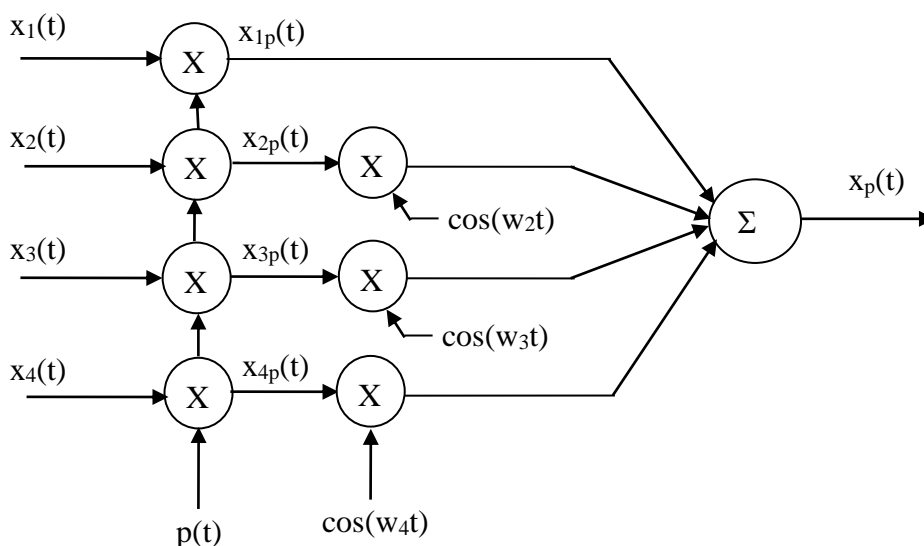 x₁(t)
X
x₁ₚ(t)
x₂(t)
X
x₂ₚ(t)
X
cos(w₂t)
x₃(t)
X
x₃ₚ(t)
X
cos(w₃t)
x₄(t)
X
x₄ₚ(t)
X
p(t)
cos(w₄t)
Σ
xₚ(t)